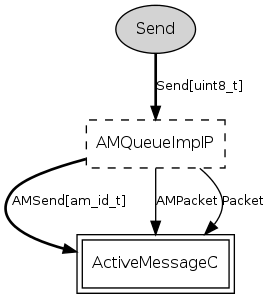 Send
Send[uint8_t]
AMQueueImplP
AMSend[am_id_t]
AMPacket
Packet
ActiveMessageC